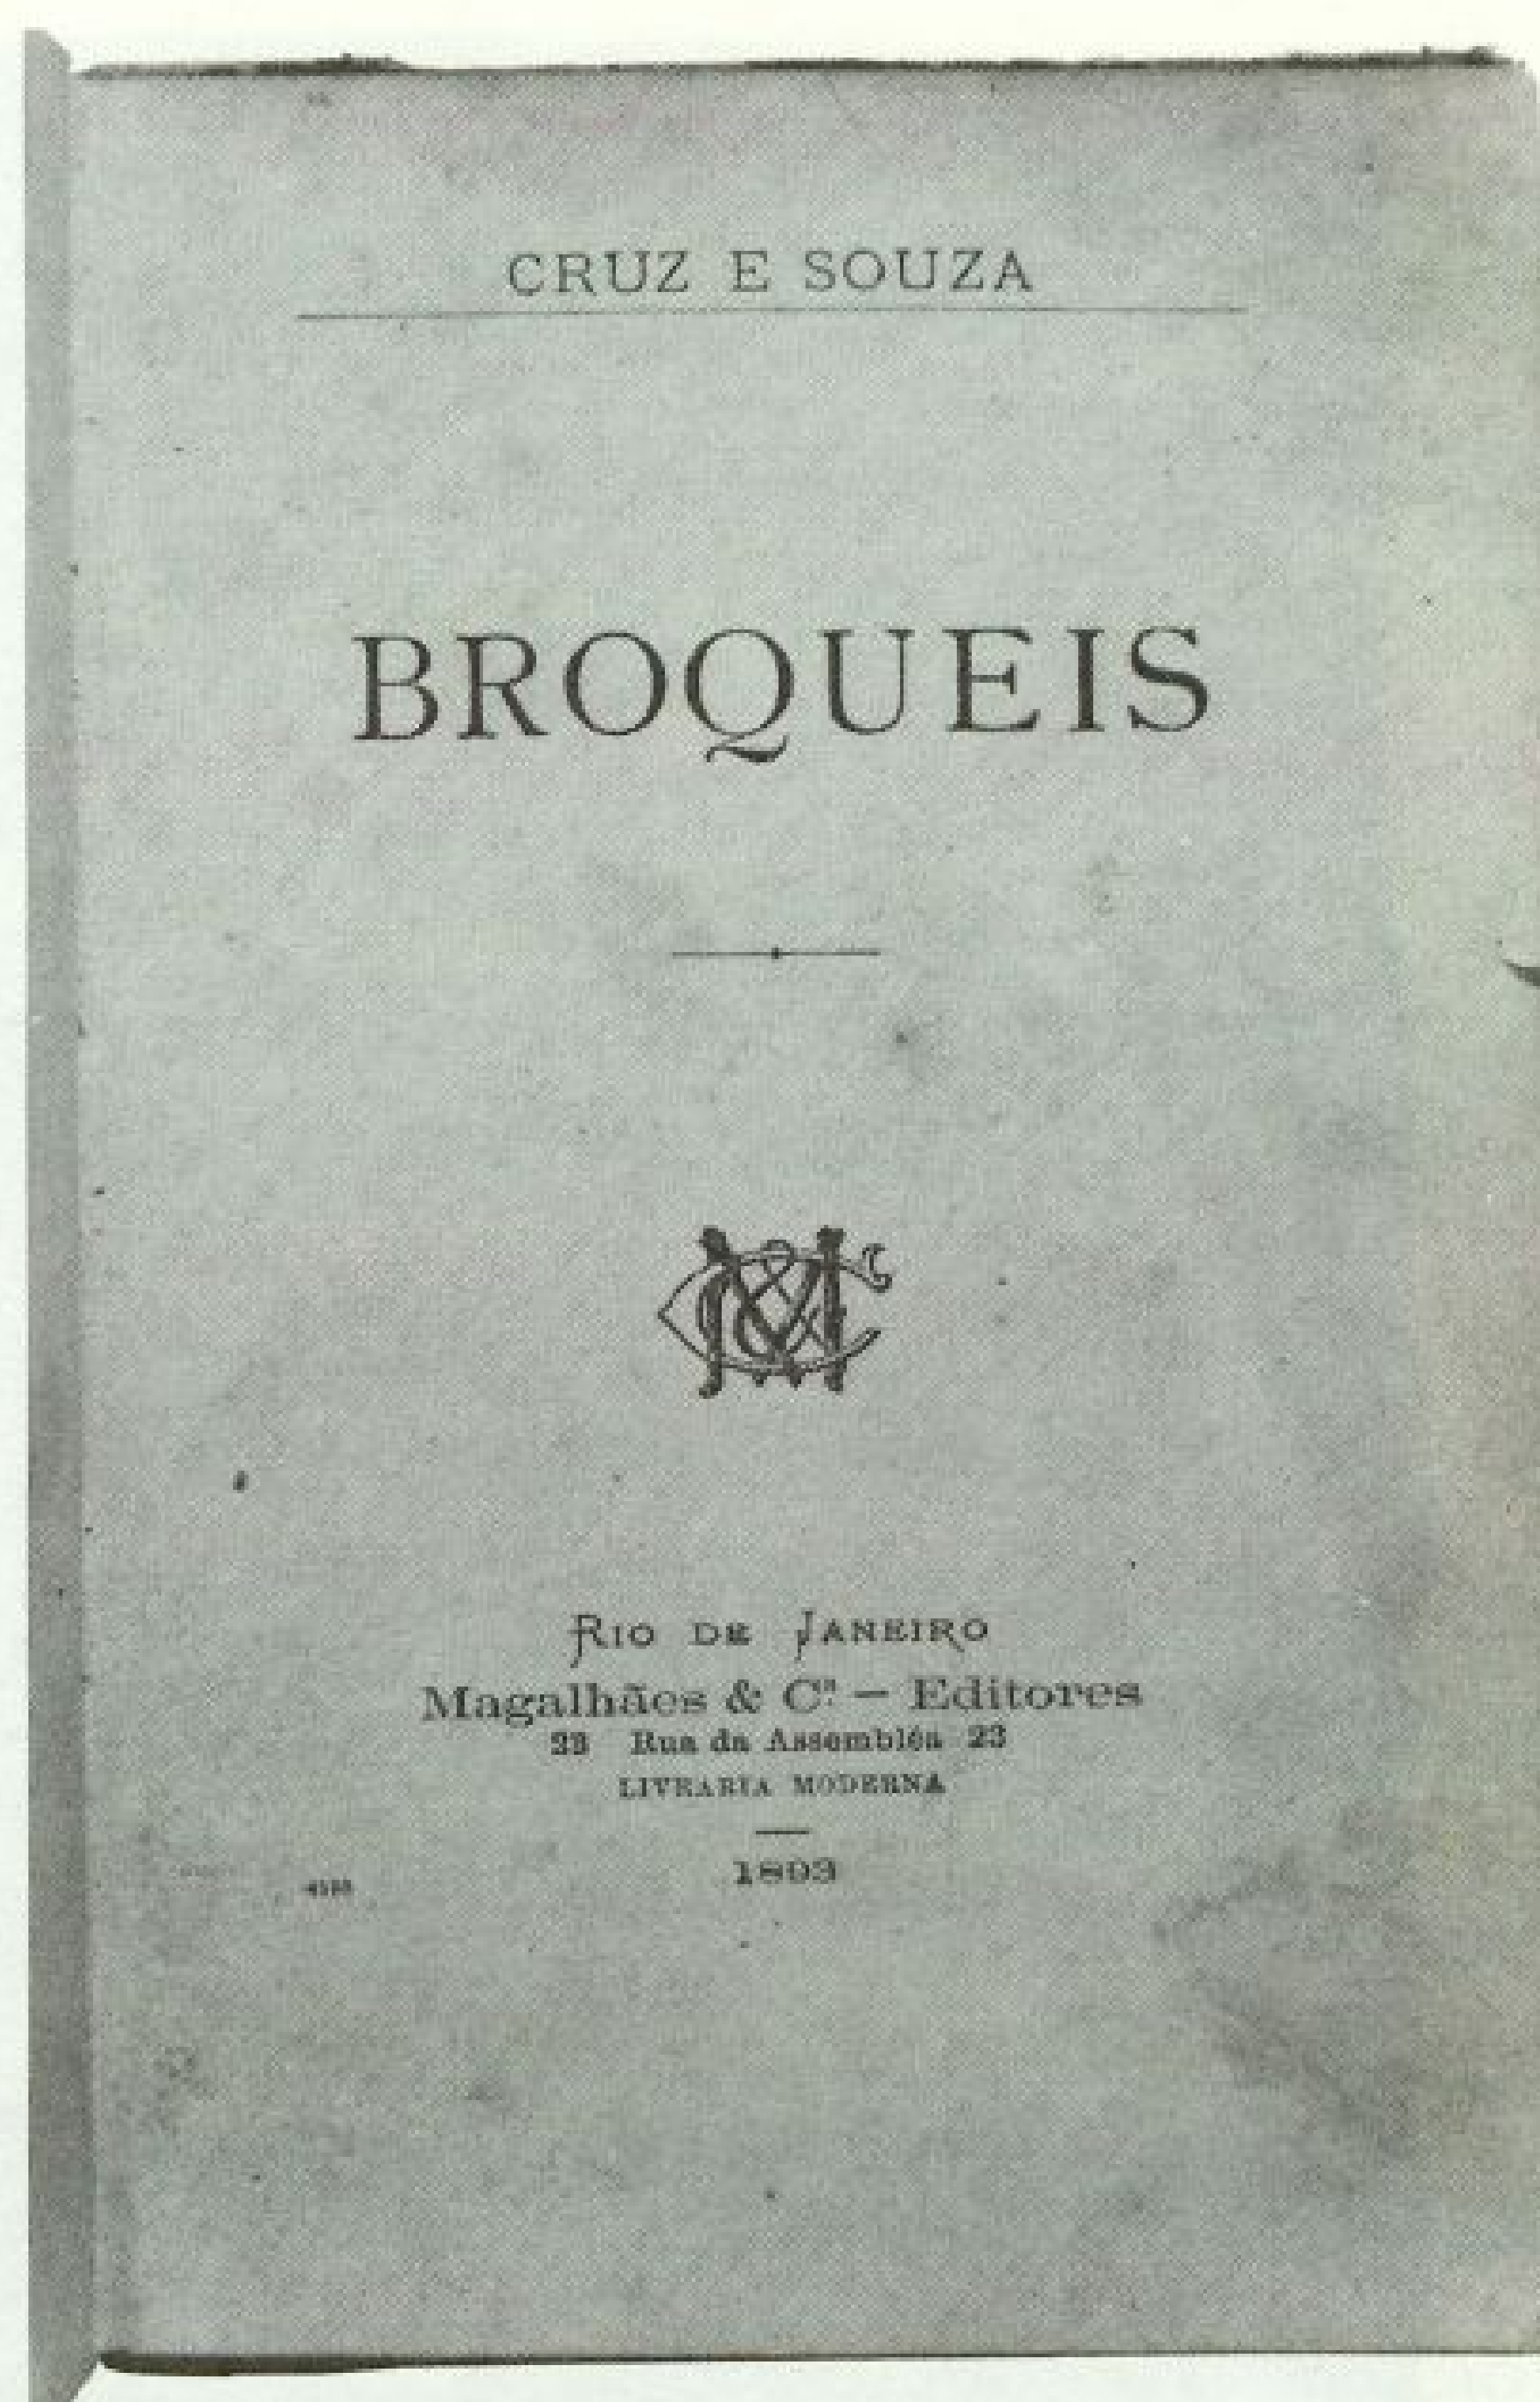 CRUZ E SOUZA
BROQUEIS
RIO DE JANEIRO
Magalhães & Cª. — Editores
23 Rua da Assembléa 23
LIVRARIA MODERNA
1893